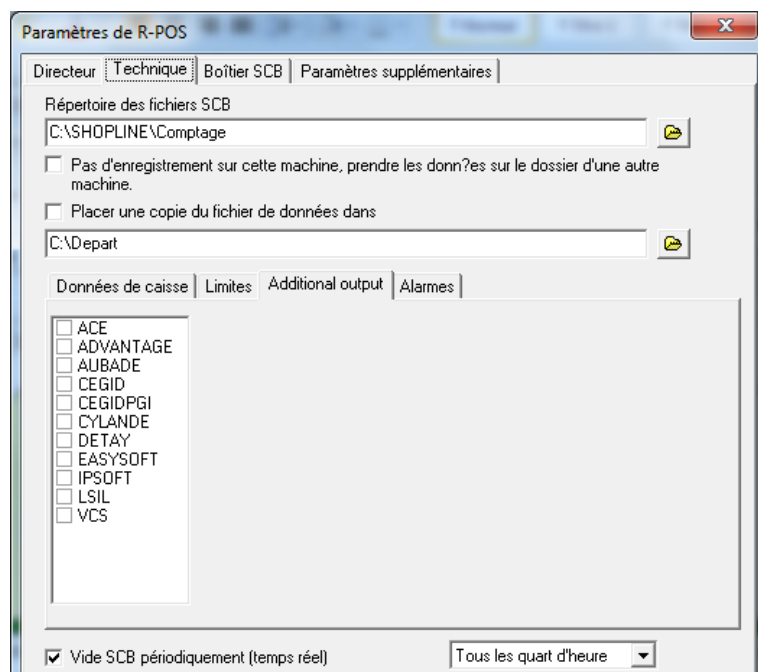 Paramètres de R-POS
Directeur Technique Boîtier SCB Paramètres supplémentaires
Répertoire des fichiers SCB
C:\SHOPLINE\Comptage
Pas d'enregistrement sur cette machine, prendre les donn?es sur le dossier d'une autre
machine.
Placer une copie du fichier de données dans
C:\Depart
Données de caisse Limites Additional output Alarmes
ACE
ADVANTAGE
AUBADE
CEGID
CEGIDPGI
CYLANDE
DETAY
EASYSOFT
IPSOFT
LSIL
VCS
Vide SCB périodiquement (temps réel) Tous les quart d'heure